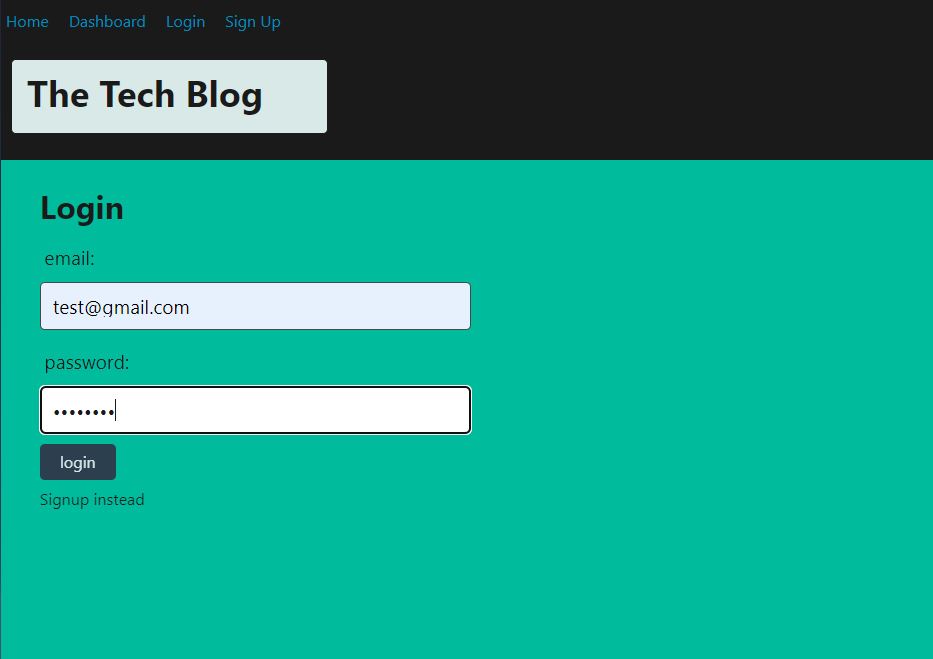 Home Dashboard Login Sign Up
The Tech Blog
Login
email:
test@gmail.com
password:
••••••••
login
Signup instead